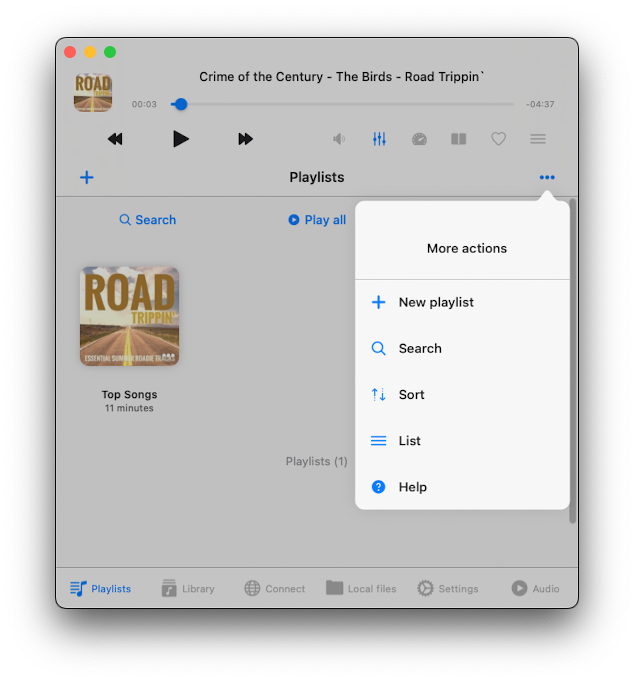 ROAD
TRIPPIN'
Crime of the Century - The Birds - Road Trippin`
00:03
-04:37
Playlists
Search
Play all
More actions
New playlist
Search
Sort
List
Help
ROAD
TRIPPIN'
ESSENTIAL SUMMER ROADIE TRACKS
Top Songs
11 minutes
Playlists (1)
Playlists
Library
Connect
Local files
Settings
Audio